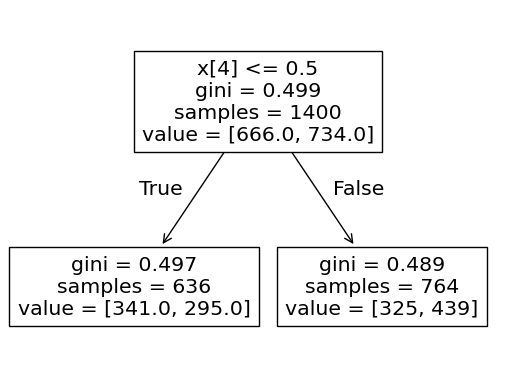 x[4] <= 0.5
gini = 0.499
samples = 1400
value = [666.0, 734.0]
True
False
gini = 0.497
samples = 636
value = [341.0, 295.0]
gini = 0.489
samples = 764
value = [325, 439]